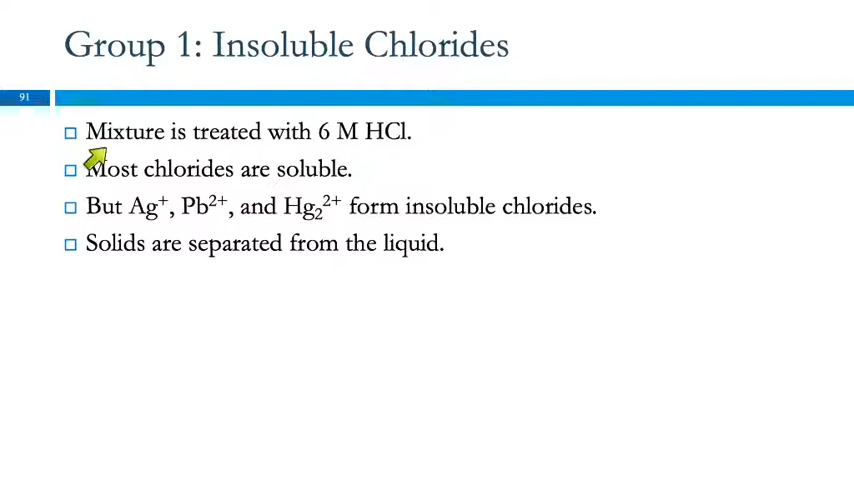 Group 1: Insoluble Chlorides
91
Mixture is treated with 6 M HCl.
Most chlorides are soluble.
But Ag⁺, Pb²⁺, and Hg₂²⁺ form insoluble chlorides.
Solids are separated from the liquid.